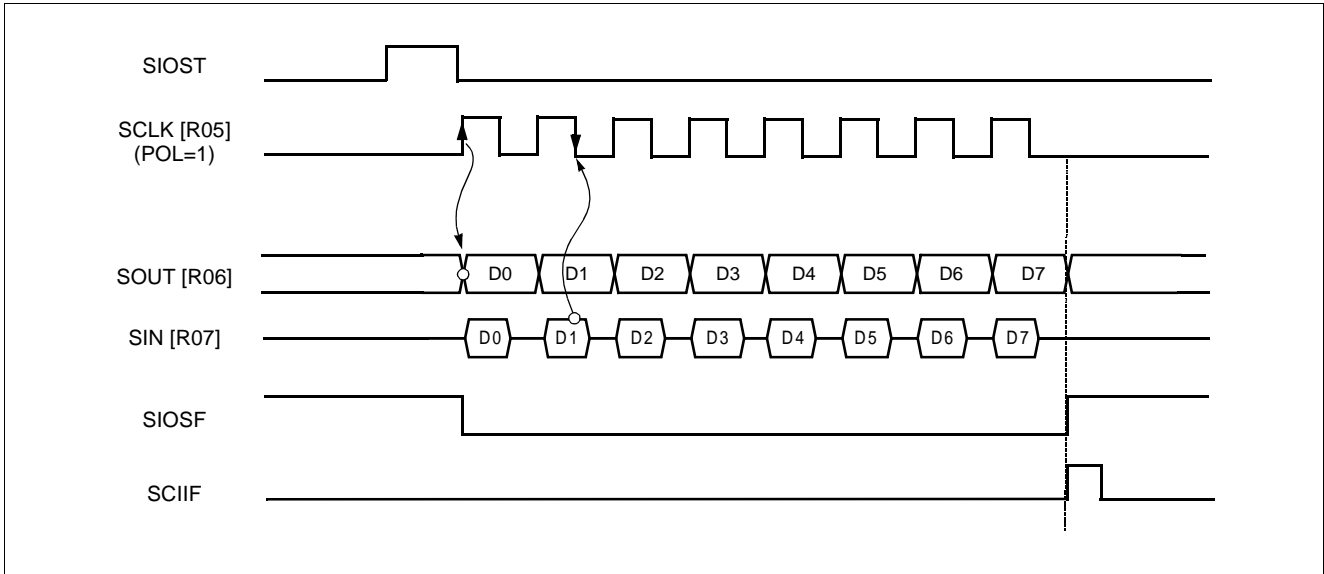 SIOST
SCLK [R05]
(POL=1)
SOUT [R06]
D0 D1 D2 D3 D4 D5 D6 D7
SIN [R07]
D0 D1 D2 D3 D4 D5 D6 D7
SIOSF
SCIIF